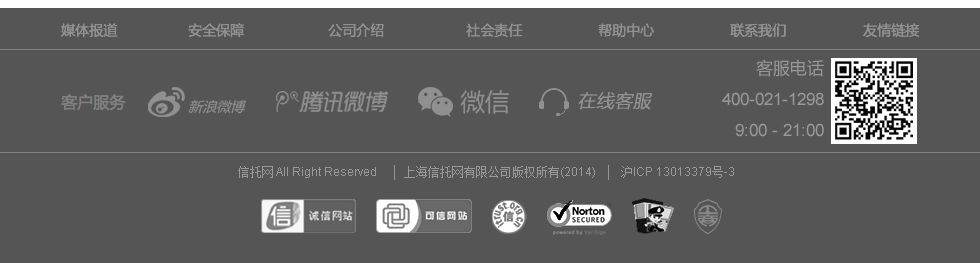 媒体报道 安全保障 公司介绍 社会责任 帮助中心 联系我们 友情链接
客户服务 新浪微博 腾讯微博 微信 在线客服
客服电话
400-021-1298
9:00 - 21:00
信托网 All Right Reserved | 上海信托网有限公司版权所有(2014) | 沪ICP 13013379号-3
信 诚信网站 可信网站 itrust.org.cn 信 Norton SECURED
powered by VeriSign